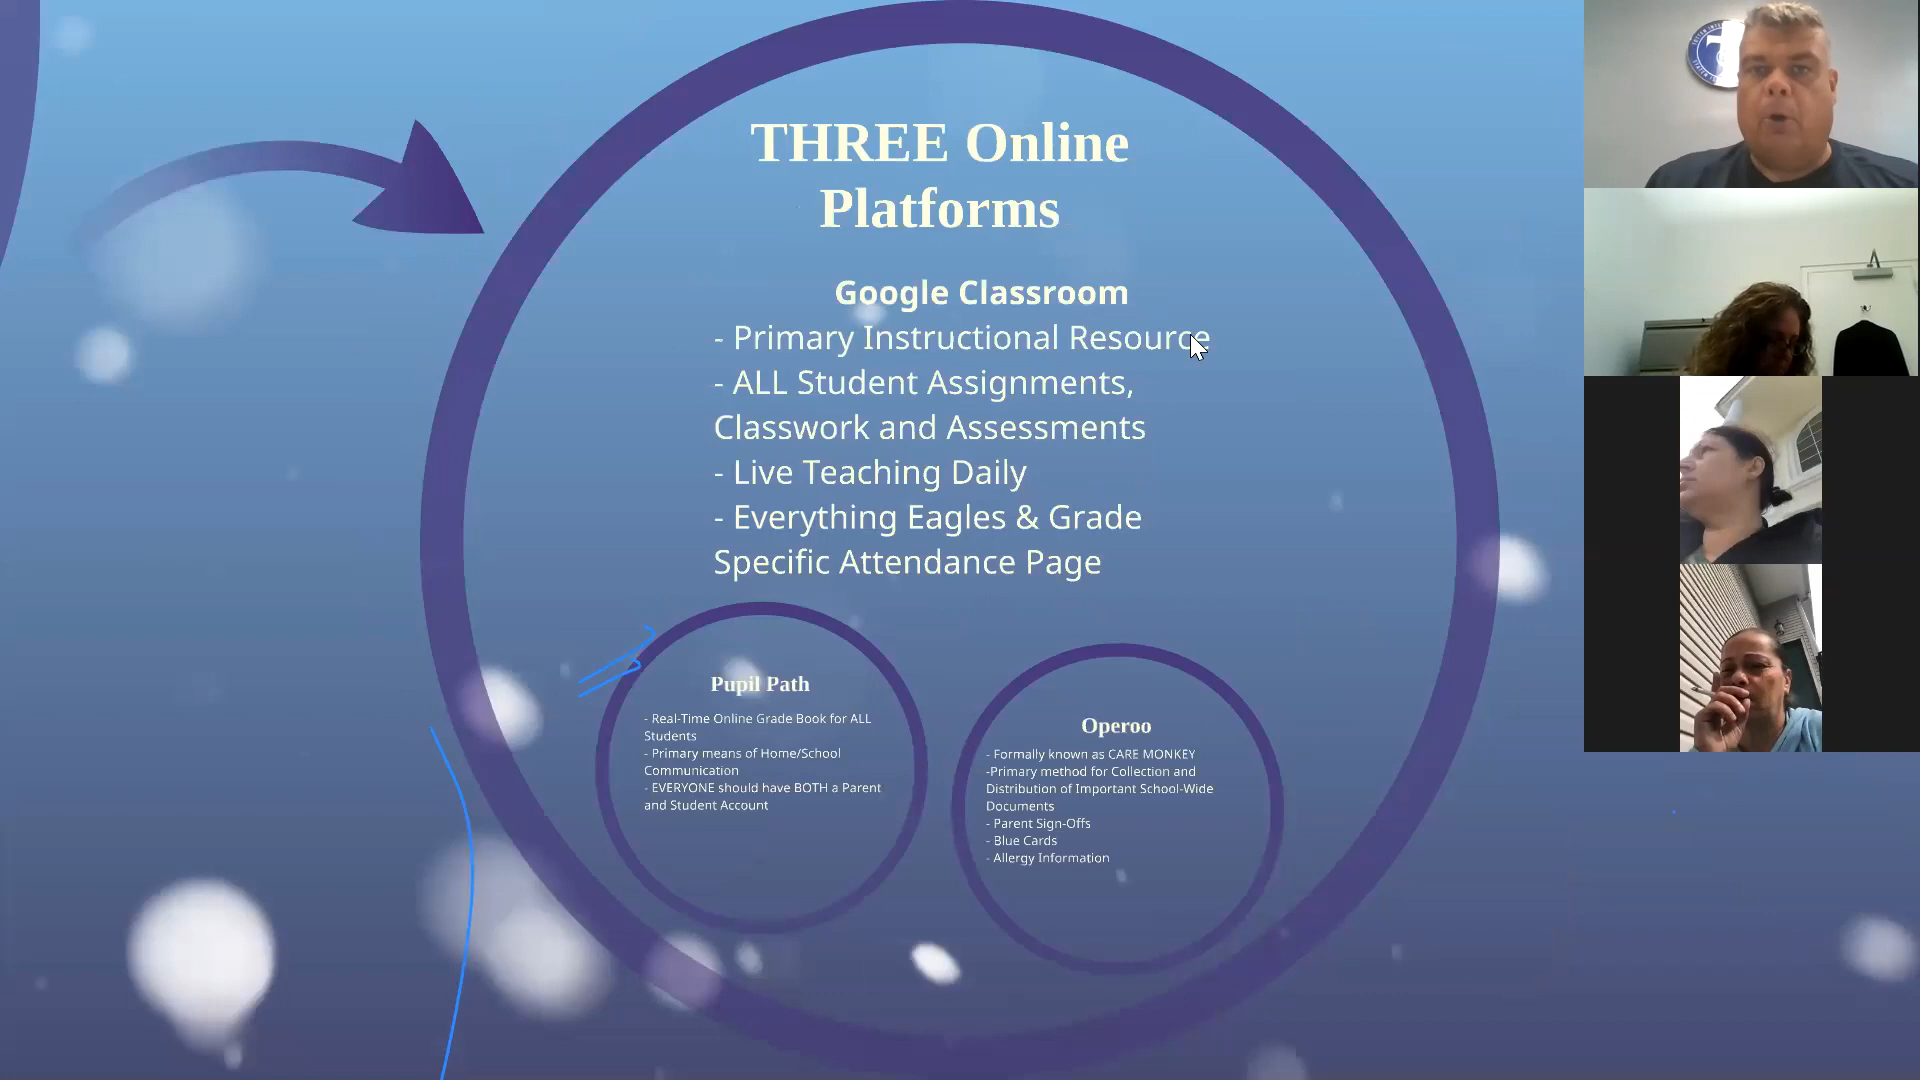 THREE Online
Platforms
Google Classroom
- Primary Instructional Resource
- ALL Student Assignments,
Classwork and Assessments
- Live Teaching Daily
- Everything Eagles & Grade
Specific Attendance Page
Pupil Path
- Real-Time Online Grade Book for ALL
Students
- Primary means of Home/School
Communication
- EVERYONE should have BOTH a Parent
and Student Account
Operoo
- Formally known as CARE MONKEY
-Primary method for Collection and
Distribution of Important School-Wide
Documents
- Parent Sign-Offs
- Blue Cards
- Allergy Information